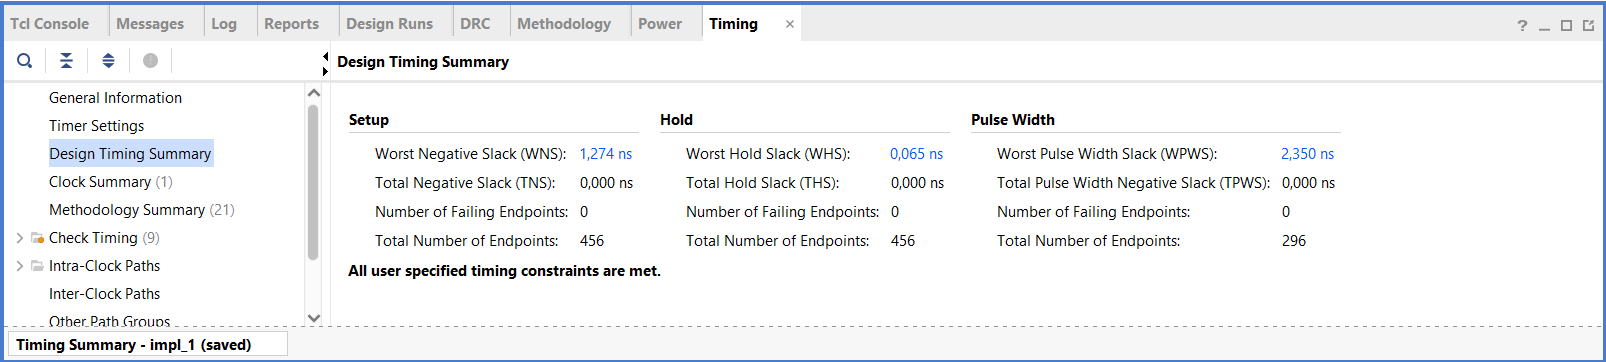 Tcl Console Messages Log Reports Design Runs DRC Methodology Power Timing ×
?
Design Timing Summary
General Information
Timer Settings
Design Timing Summary
Clock Summary (1)
Methodology Summary (21)
Check Timing (9)
Intra-Clock Paths
Inter-Clock Paths
Other Path Groups
Setup
Worst Negative Slack (WNS): 1,274 ns
Total Negative Slack (TNS): 0,000 ns
Number of Failing Endpoints: 0
Total Number of Endpoints: 456
Hold
Worst Hold Slack (WHS): 0,065 ns
Total Hold Slack (THS): 0,000 ns
Number of Failing Endpoints: 0
Total Number of Endpoints: 456
Pulse Width
Worst Pulse Width Slack (WPWS): 2,350 ns
Total Pulse Width Negative Slack (TPWS): 0,000 ns
Number of Failing Endpoints: 0
Total Number of Endpoints: 296
All user specified timing constraints are met.
Timing Summary - impl_1 (saved)